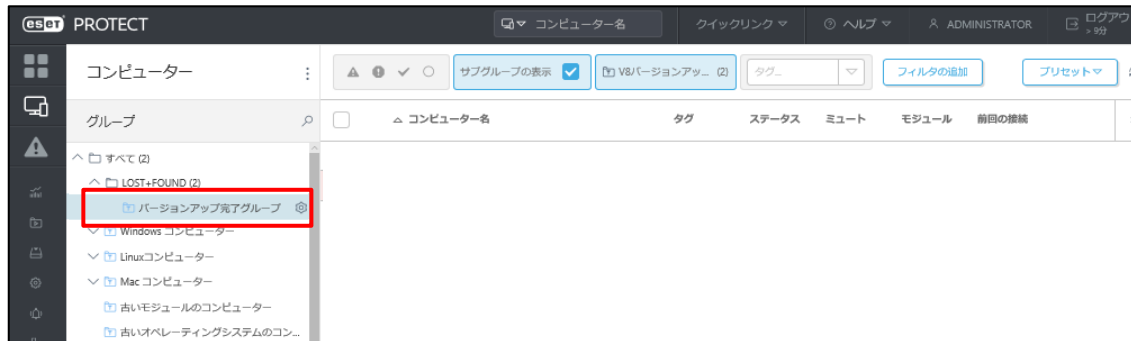 eset PROTECT
コンピューター名
クイックリンク
ヘルプ
ADMINISTRATOR
ログアウ
> 9分
コンピューター
サブグループの表示
V8バージョンアッ... (2)
タグ...
フィルタの追加
プリセット
グループ
コンピューター名
タグ
ステータス
ミュート
モジュール
前回の接続
すべて (2)
LOST+FOUND (2)
バージョンアップ完了グループ
Windows コンピューター
Linuxコンピューター
Mac コンピューター
古いモジュールのコンピューター
古いオペレーティングシステムのコン...